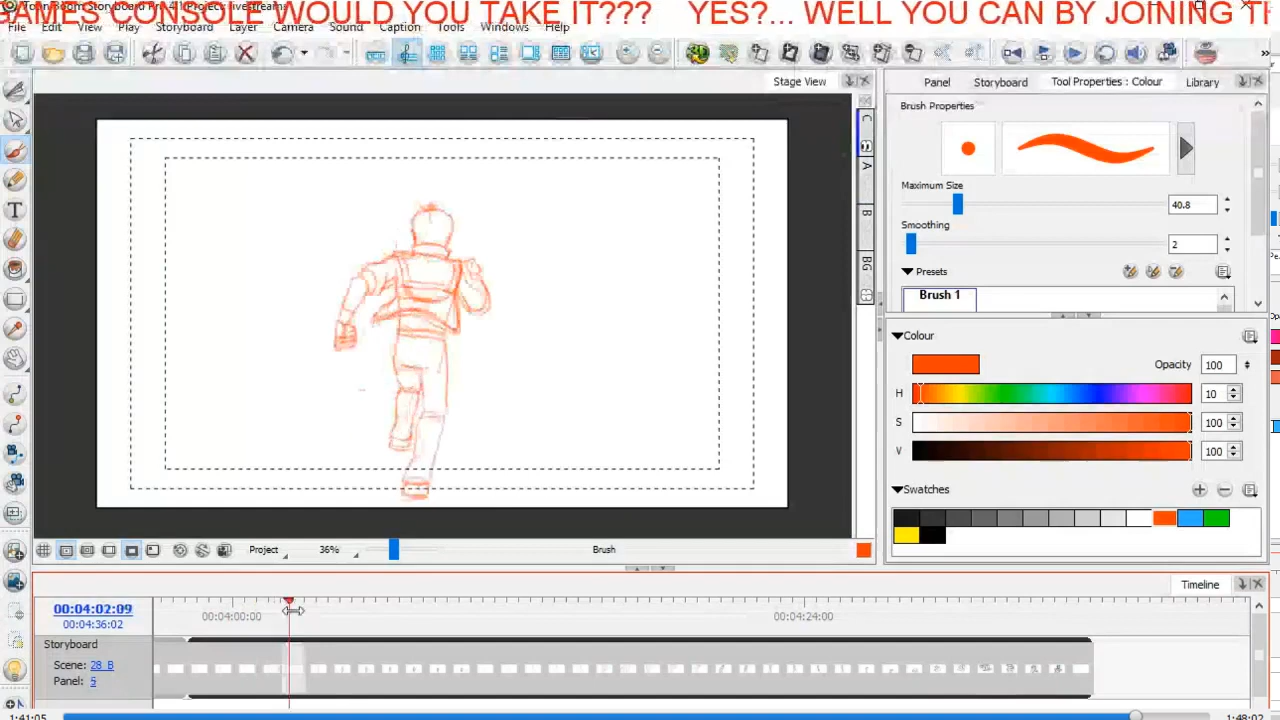 WOULD YOU TAKE IT??? YES?... WELL YOU CAN BY JOINING
File Edit View Play Storyboard Layer Camera Sound Caption Tools Windows Help
Stage View
Panel Storyboard Tool Properties : Colour Library
Brush Properties
Maximum Size
40.8
Smoothing
2
Presets
Brush 1
C
A
B
BG
Colour
Opacity 100
H 10
S 100
V 100
Swatches
Project 36% Brush
Timeline
00:04:02:09
00:04:36:02
00:04:00:00 00:04:24:00
Storyboard
Scene: 28_B
Panel: 5
1:41:05 1:48:02